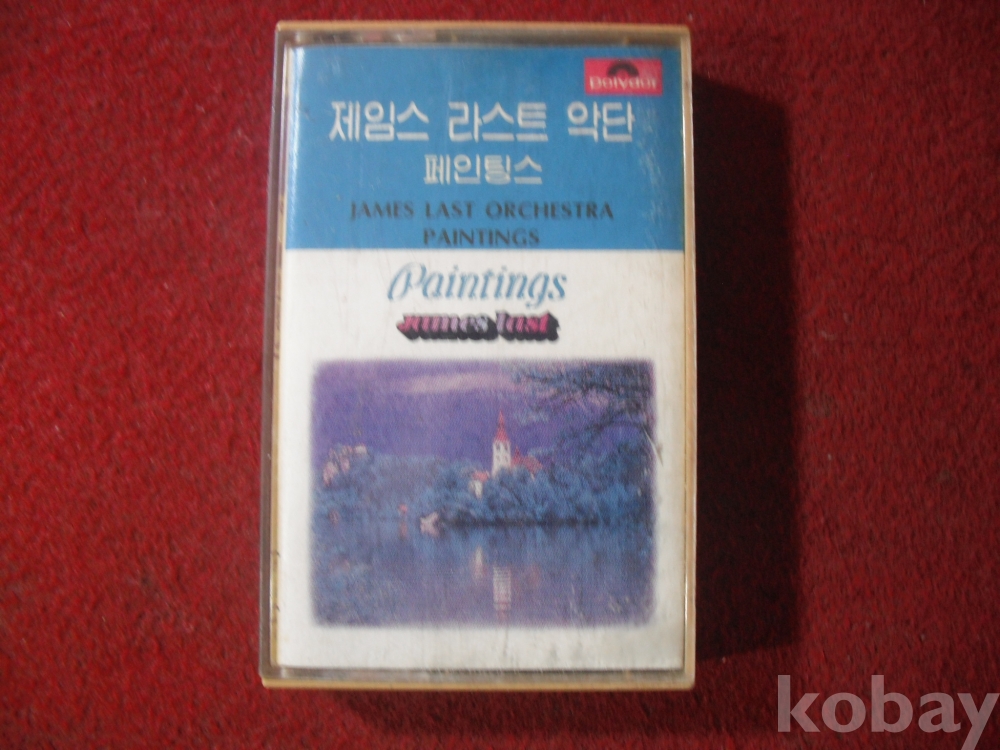 Polydor
제임스 라스트 악단
페인팅스
JAMES LAST ORCHESTRA
PAINTINGS
Paintings
james last
kobay